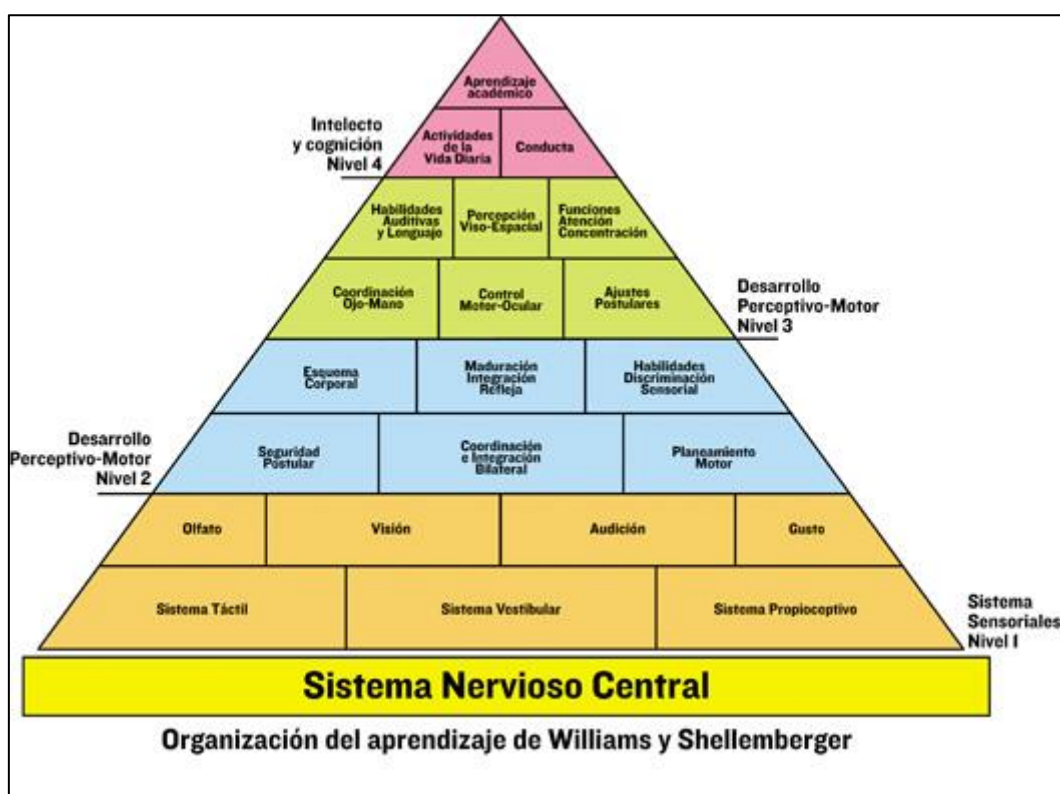 Aprendizaje
académico
Intelecto
y cognición
Nivel 4
Actividades
de la
Vida Diaria
Conducta
Habilidades
Auditivas
y Lenguaje
Percepción
Viso-Espacial
Funciones
Atención
Concentración
Coordinación
Ojo-Mano
Control
Motor-Ocular
Ajustes
Postulares
Desarrollo
Perceptivo-Motor
Nivel 3
Esquema
Corporal
Maduración
Integración
Refleja
Habilidades
Discriminación
Sensorial
Desarrollo
Perceptivo-Motor
Nivel 2
Seguridad
Postular
Coordinación
e Integración
Bilateral
Planeamiento
Motor
Olfato
Visión
Audición
Gusto
Sistema Táctil
Sistema Vestibular
Sistema Propioceptivo
Sistema
Sensoriales
Nivel I
Sistema Nervioso Central
Organización del aprendizaje de Williams y Shellemberger